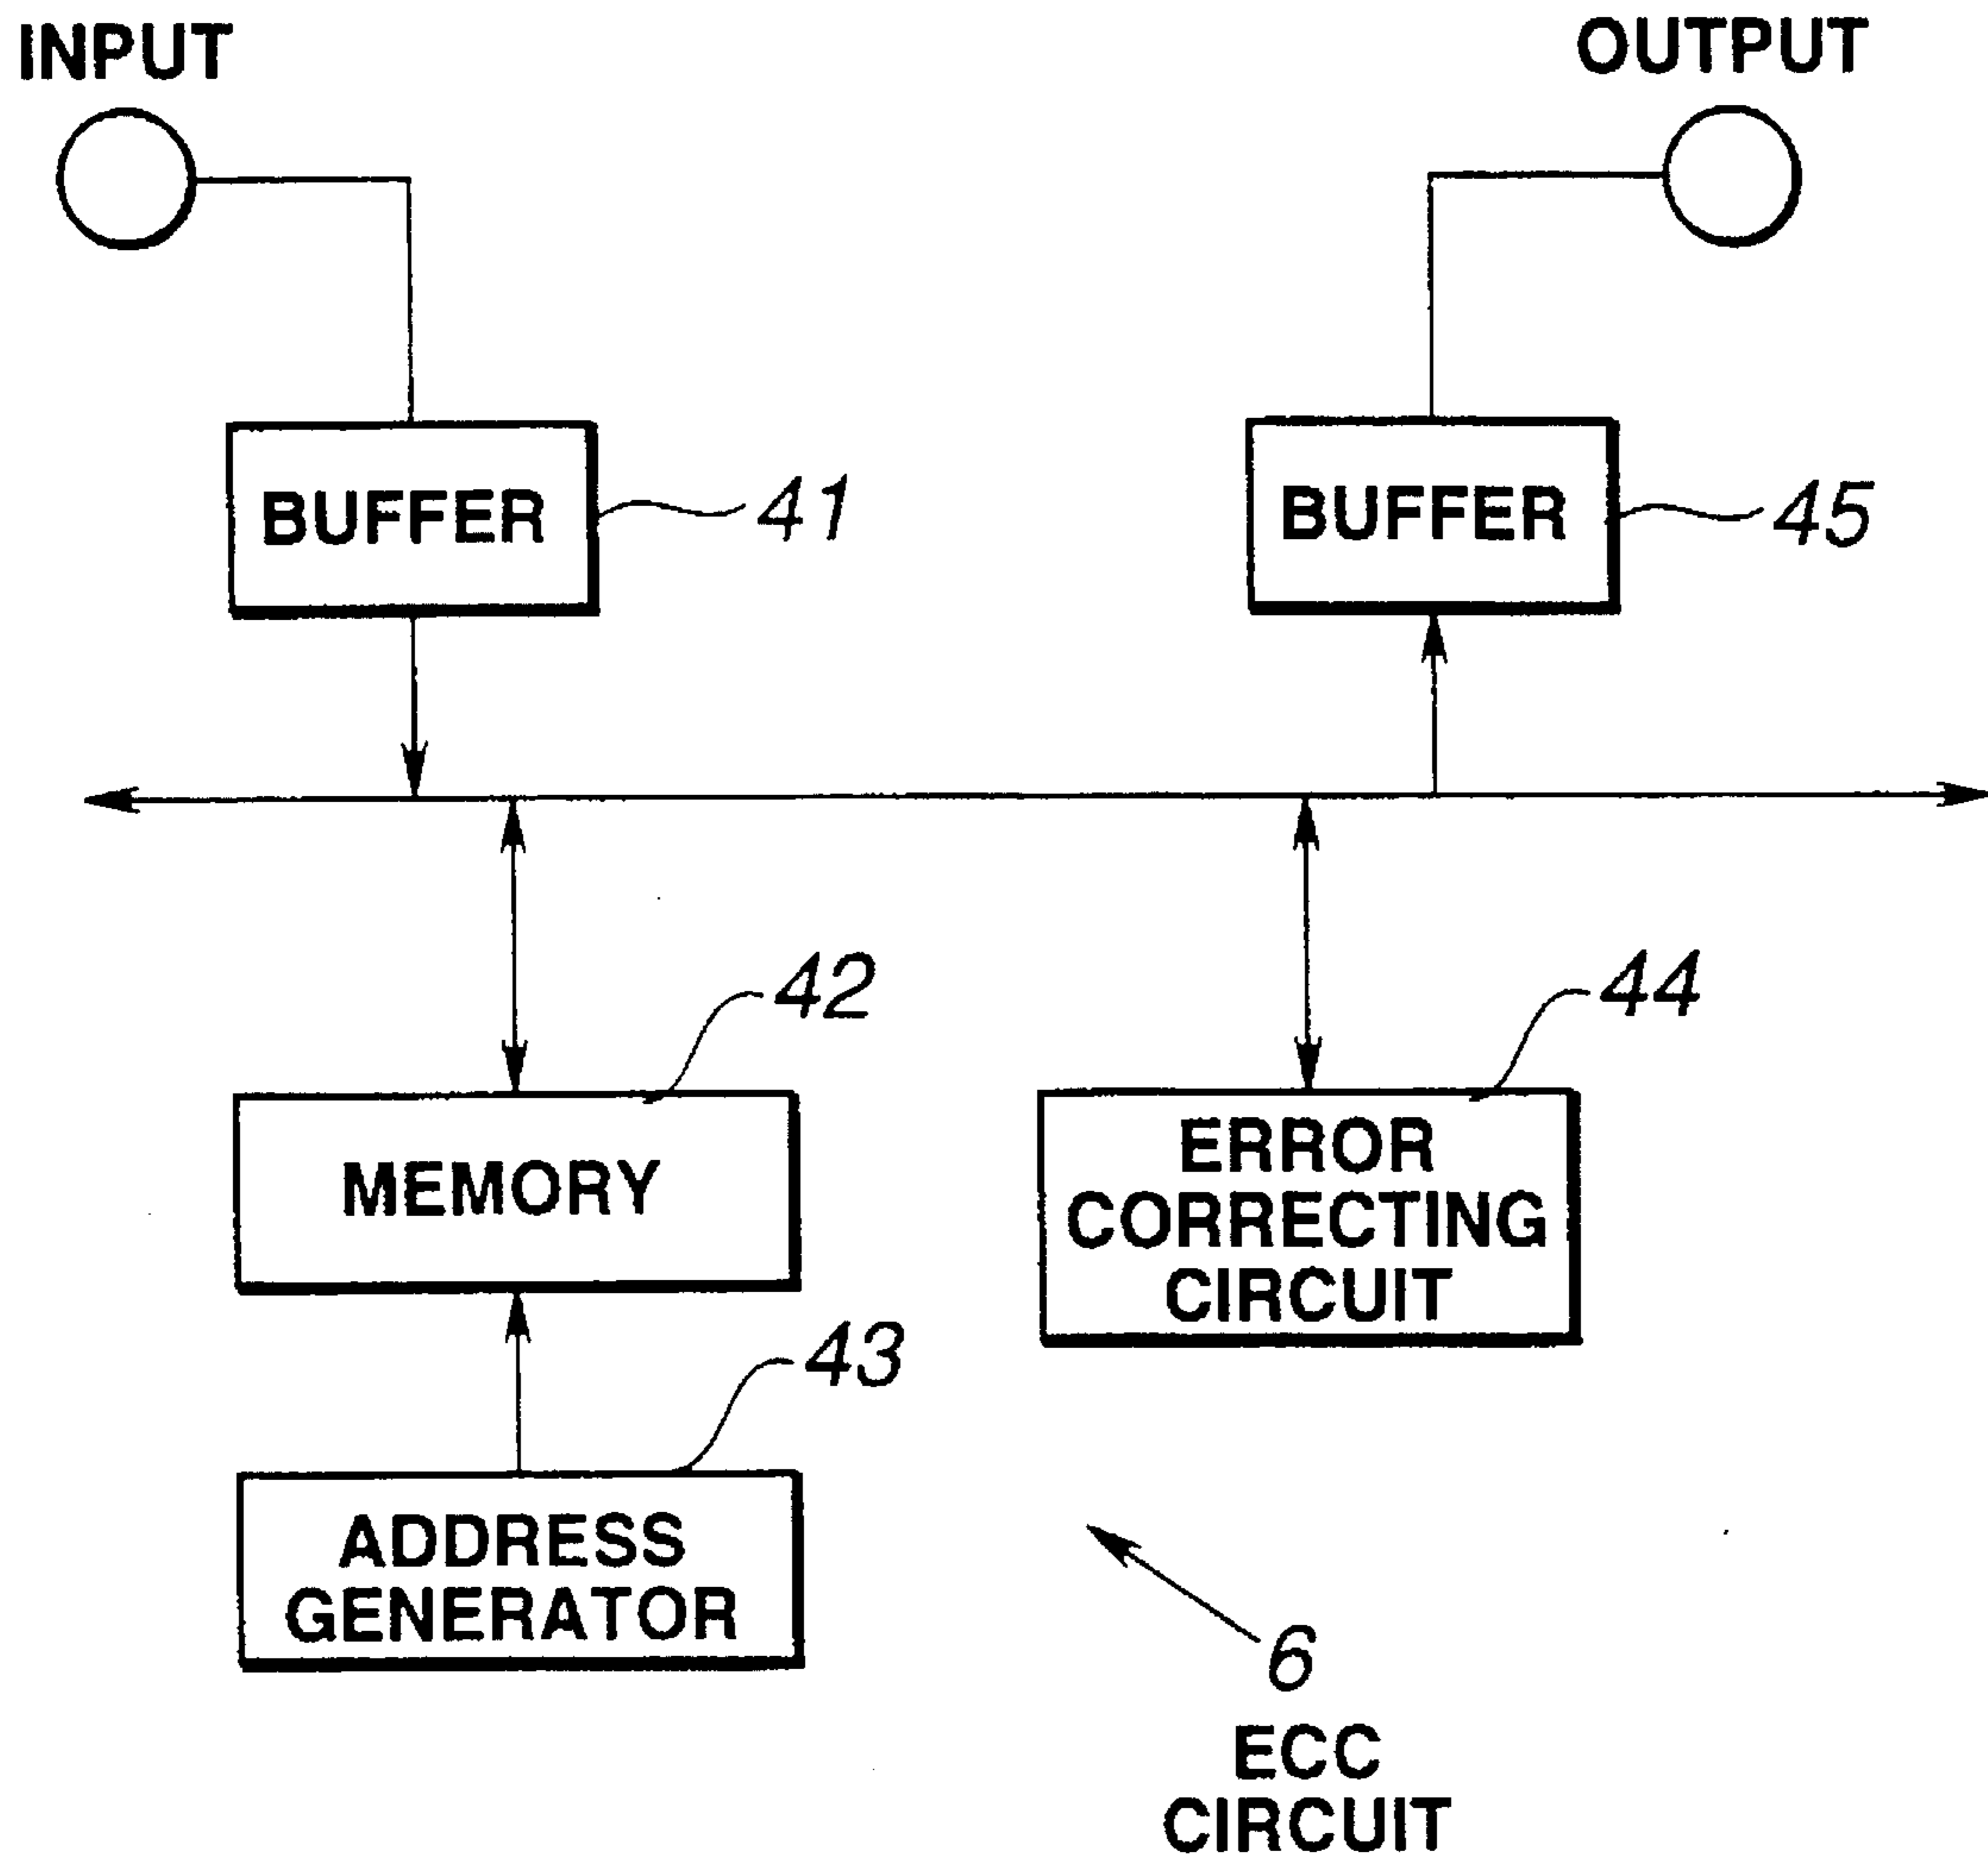 INPUT
OUTPUT
BUFFER
41
BUFFER
45
42
44
MEMORY
ERROR
CORRECTING
CIRCUIT
43
ADDRESS
GENERATOR
6
ECC
CIRCUIT